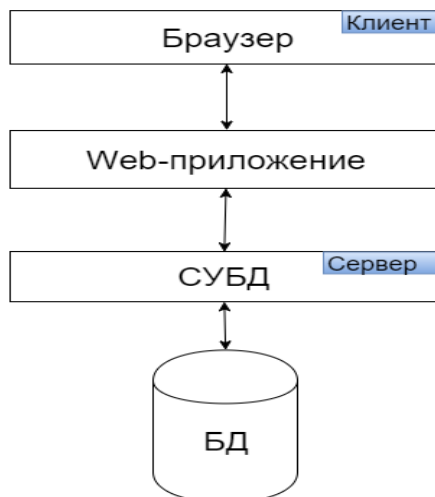 Клиент
Браузер
Web-приложение
Сервер
СУБД
БД